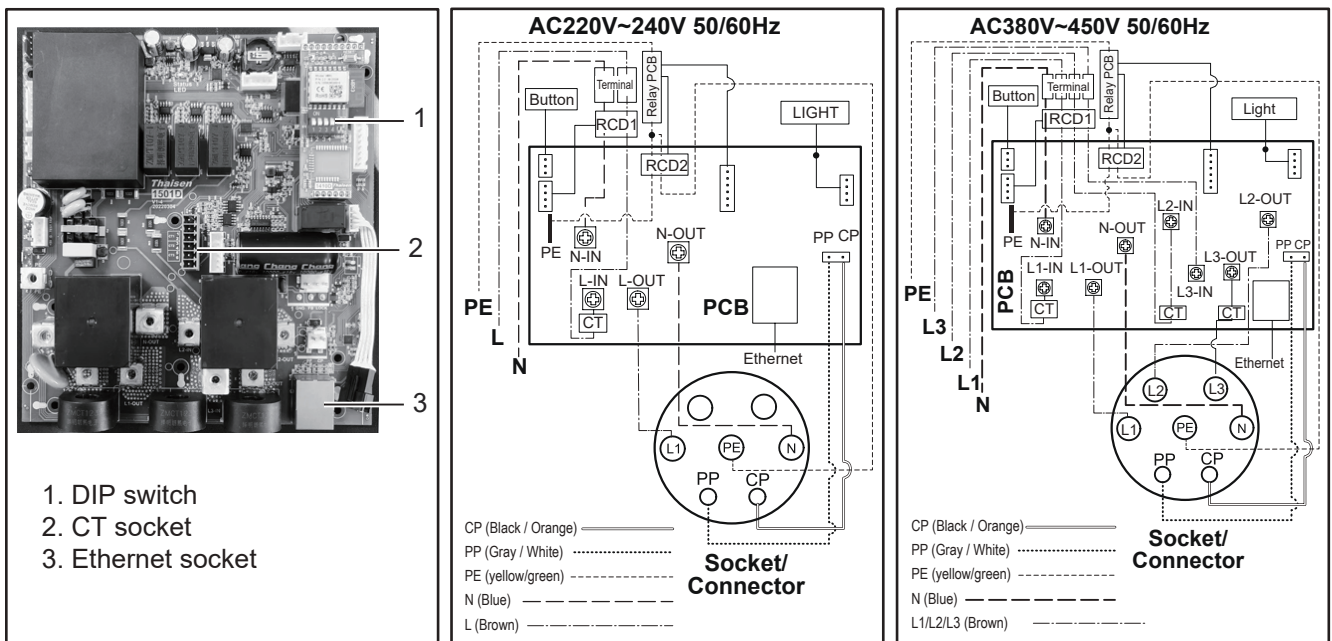 Thaisen
1501D
L1-OUT
1
2
3
1. DIP switch
2. CT socket
3. Ethernet socket
AC220V~240V 50/60Hz
Terminal
Relay PCB
Button
RCD1
LIGHT
RCD2
PE
N-IN
N-OUT
PP CP
L-IN
L-OUT
CT
PCB
Ethernet
PE
L
N
L1
PE
N
PP
CP
CP (Black / Orange)
PP (Gray / White)
PE (yellow/green)
N (Blue)
L (Brown)
Socket/
Connector
AC380V~450V 50/60Hz
Terminal
Relay PCB
Button
RCD1
Light
RCD2
PE
N-IN
N-OUT
L2-IN
L2-OUT
PP CP
PCB
L1-IN
L1-OUT
L3-IN
L3-OUT
CT
CT
CT
Ethernet
PE
L3
L2
L1
N
L2
L3
L1
PE
N
PP
CP
CP (Black / Orange)
PP (Gray / White)
PE (yellow/green)
N (Blue)
L1/L2/L3 (Brown)
Socket/
Connector